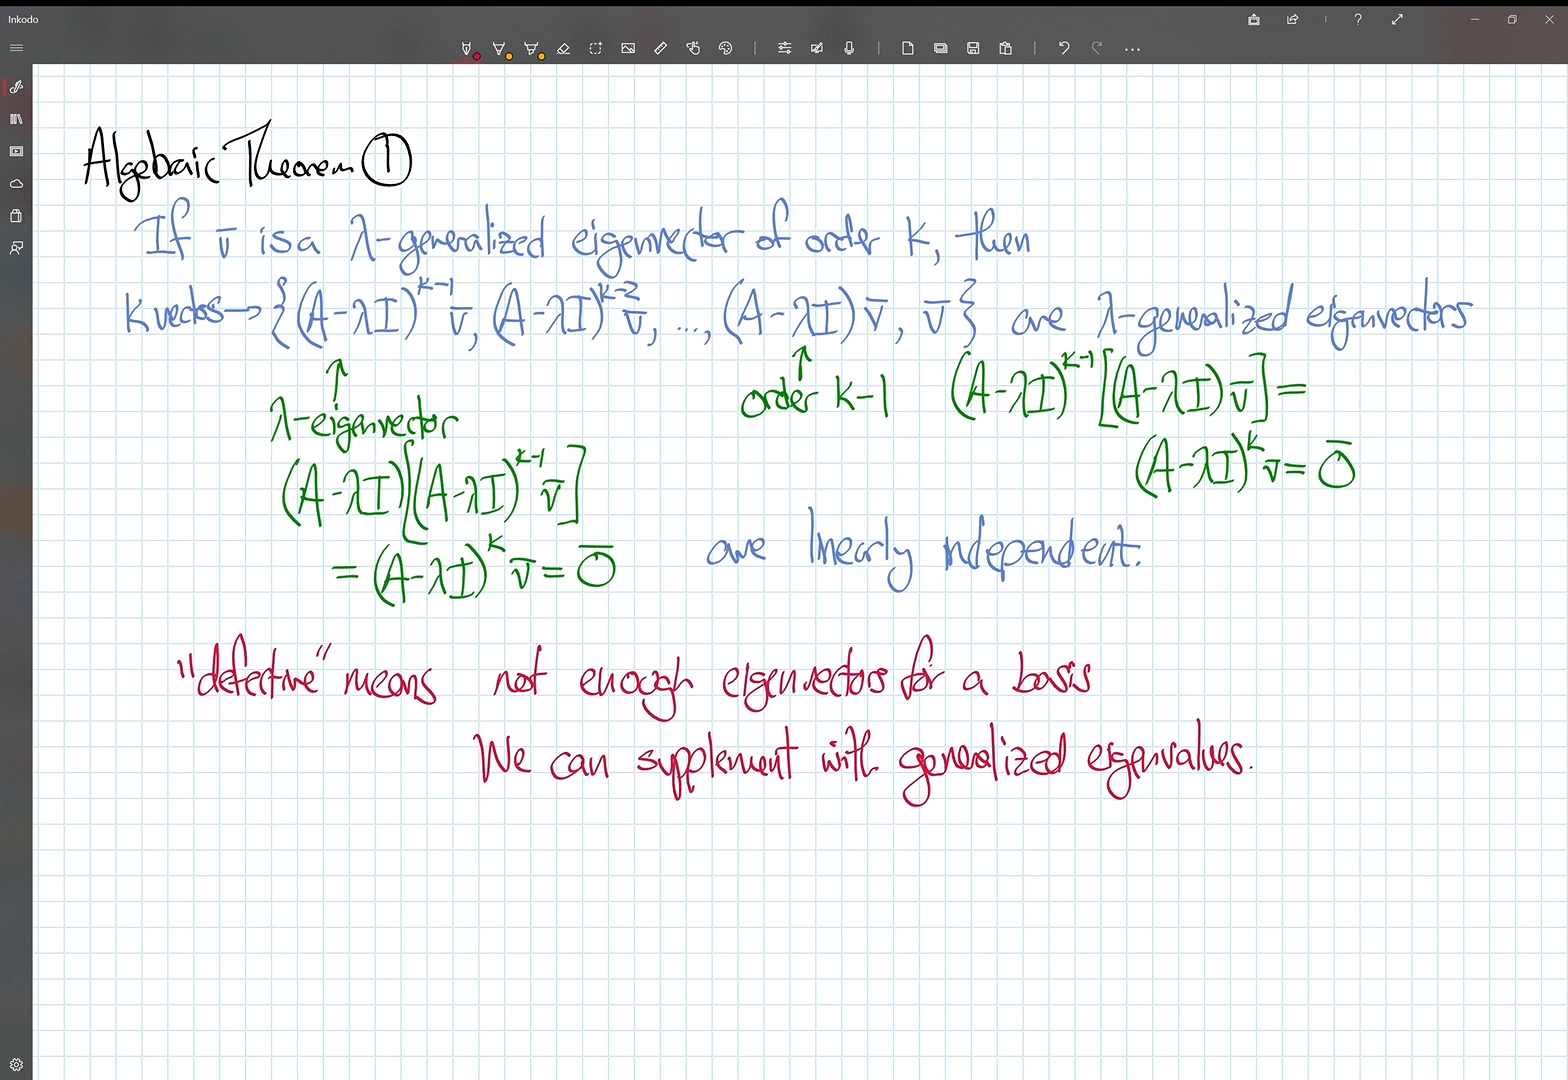 Inkodo
Algebraic Theorem ①
If v̄ is a λ-generalized eigenvector of order k, then
k vectos → {(A-λI)^{k-1} v̄, (A-λI)^{k-2} v̄, ..., (A-λI) v̄, v̄} are λ-generalized eigenvectors
↑ λ-eigenvector
(A-λI)[(A-λI)^{k-1} v̄]
= (A-λI)^k v̄ = 0̄
↑ order k-1
(A-λI)^{k-1} [(A-λI) v̄] =
(A-λI)^k v̄ = 0̄
are linearly independent.
"defective" means not enough eigenvectors for a basis
We can supplement with generalized eigenvalues.